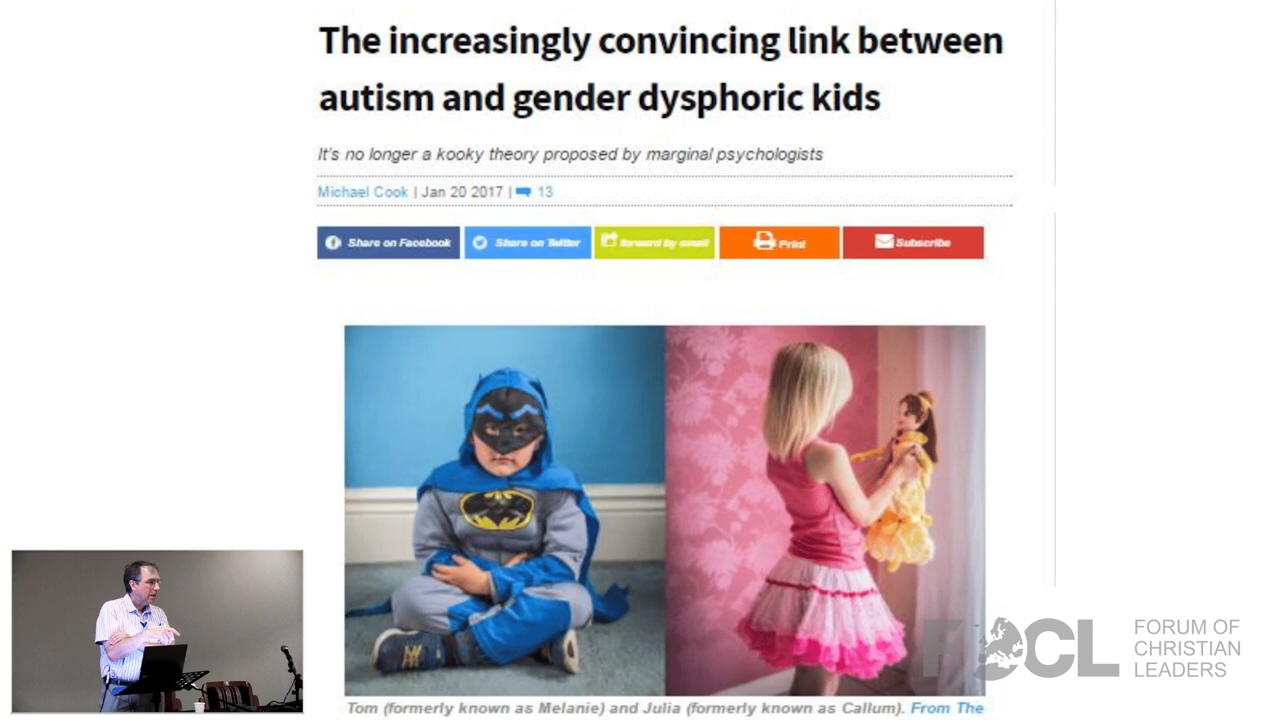 The increasingly convincing link between
autism and gender dysphoric kids
It's no longer a kooky theory proposed by marginal psychologists
Michael Cook | Jan 20 2017 | 13
Share on Facebook
Share on Twitter
forward by email
Print
Subscribe
Tom (formerly known as Melanie) and Julia (formerly known as Callum). From The
FOCL
FORUM OF
CHRISTIAN
LEADERS